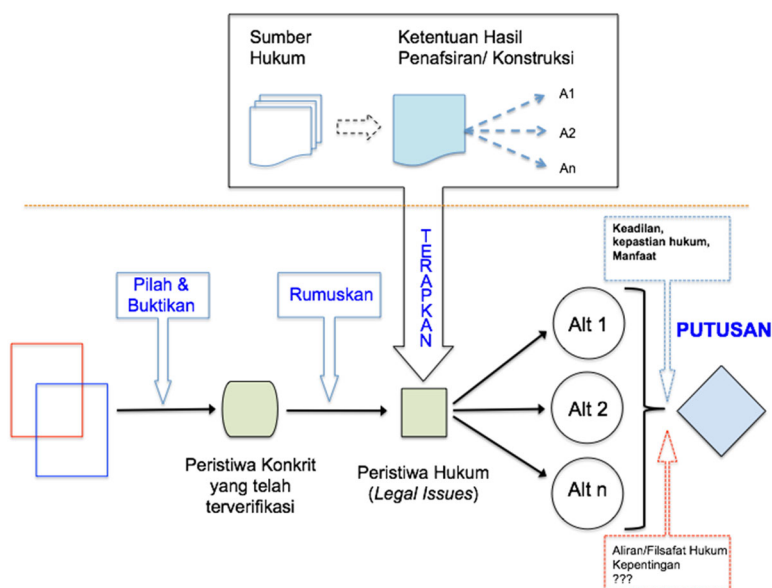 Sumber
Hukum
Ketentuan Hasil
Penafsiran/ Konstruksi
A1
A2
An
TERAPKAN
Keadilan,
kepastian hukum,
Manfaat
Pilah &
Buktikan
Rumuskan
PUTUSAN
Alt 1
Alt 2
Alt n
Peristiwa Konkrit
yang telah
terverifikasi
Peristiwa Hukum
(Legal Issues)
Aliran/Filsafat Hukum
Kepentingan
???